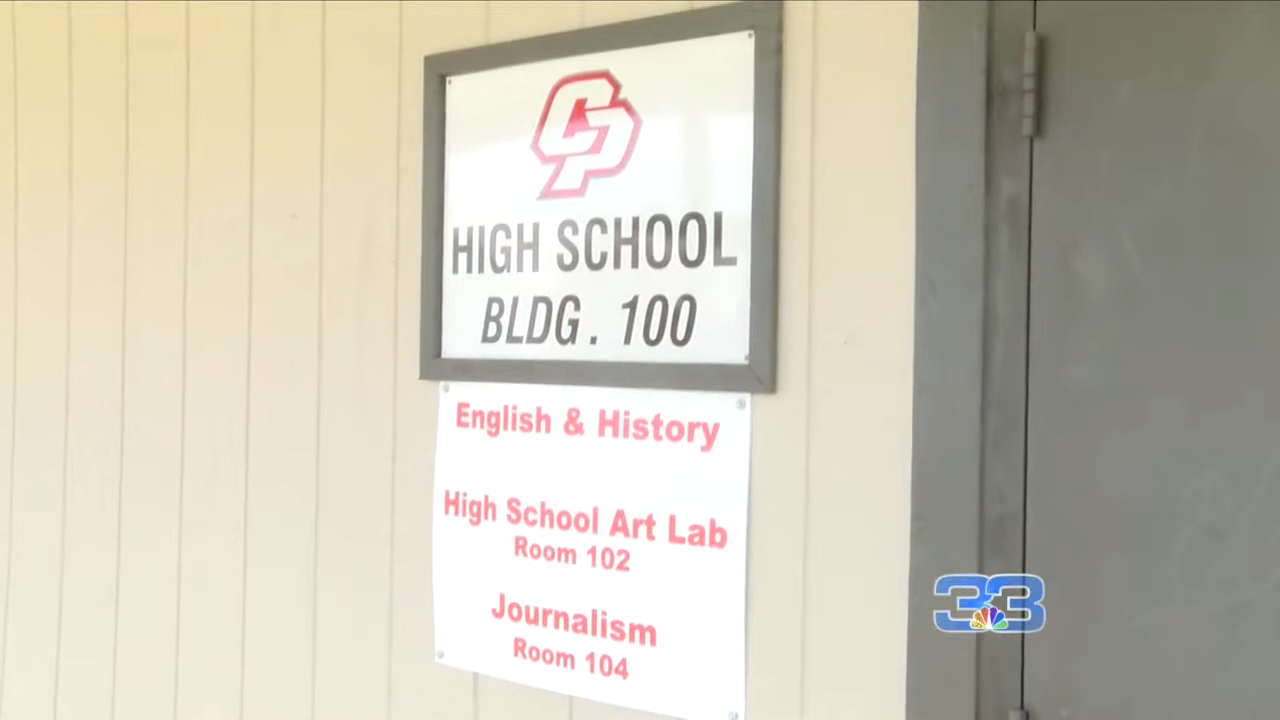 CP
HIGH SCHOOL
BLDG. 100
English & History
High School Art Lab
Room 102
Journalism
Room 104
33